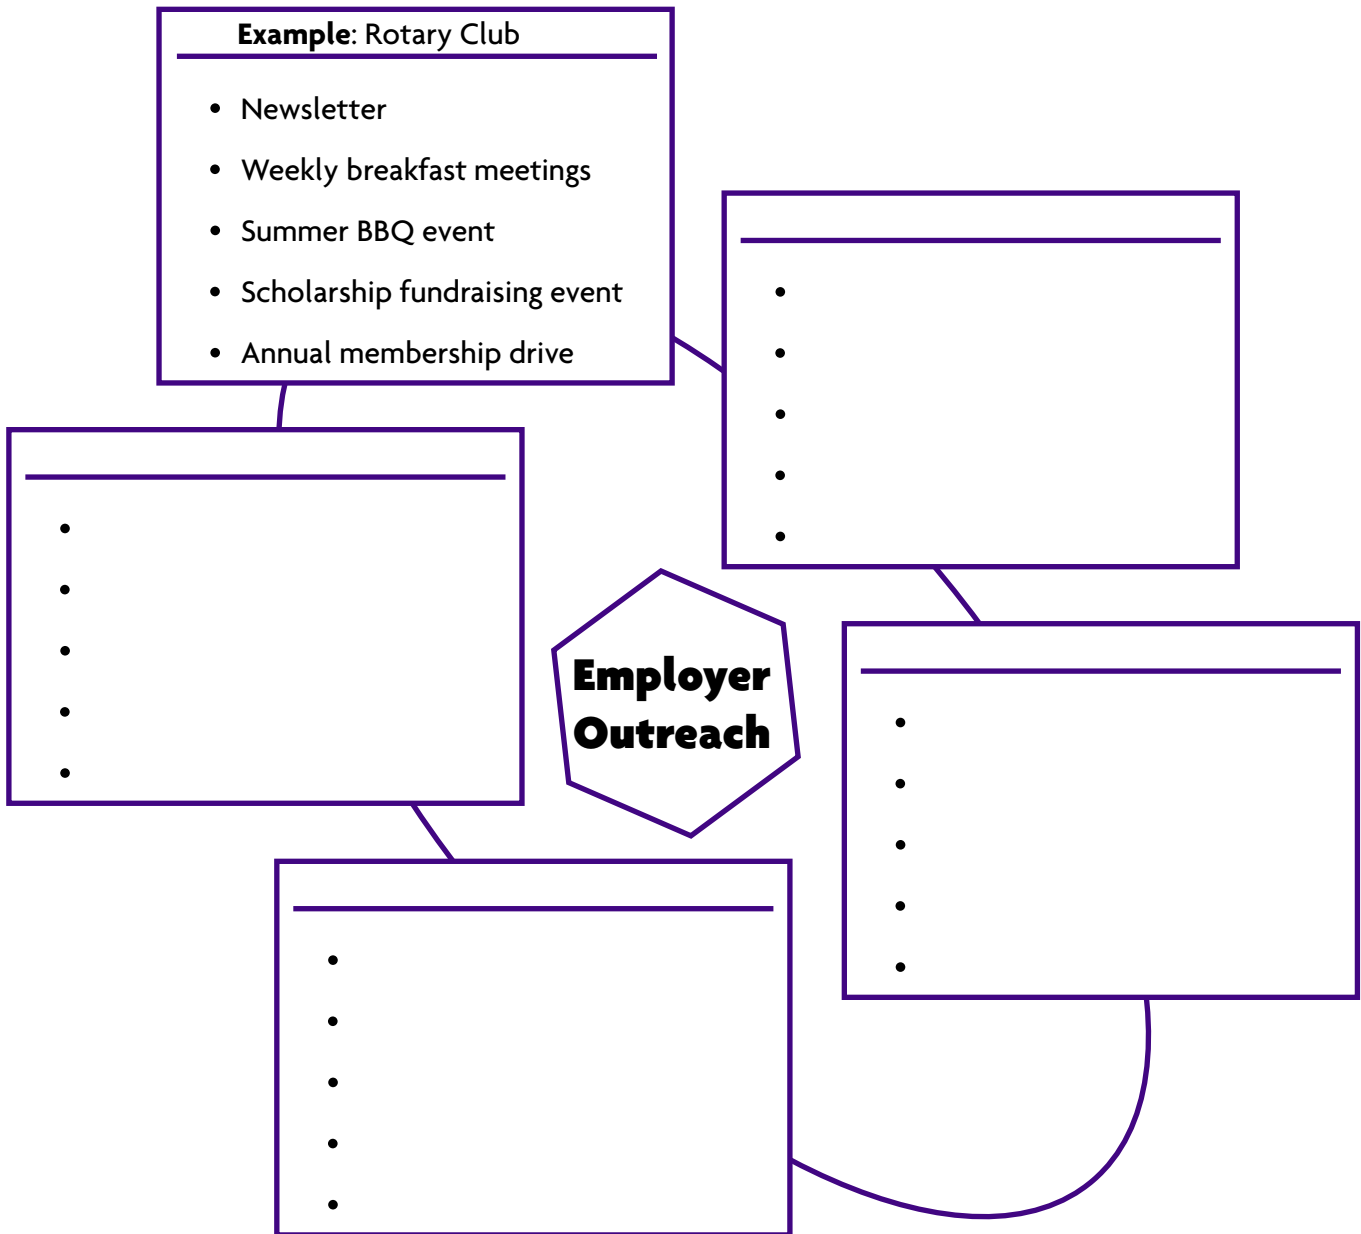 Example: Rotary Club
• Newsletter
• Weekly breakfast meetings
• Summer BBQ event
• Scholarship fundraising event
• Annual membership drive
Employer
Outreach